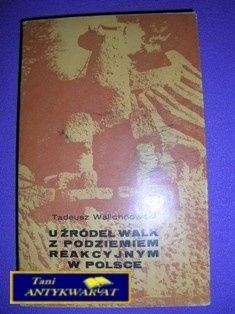 Tadeusz Walichnowski
U ŹRÓDEŁ WALK
Z PODZIEMIEM
REAKCYJNYM
W POLSCE
Tani
ANTYKWARIAT